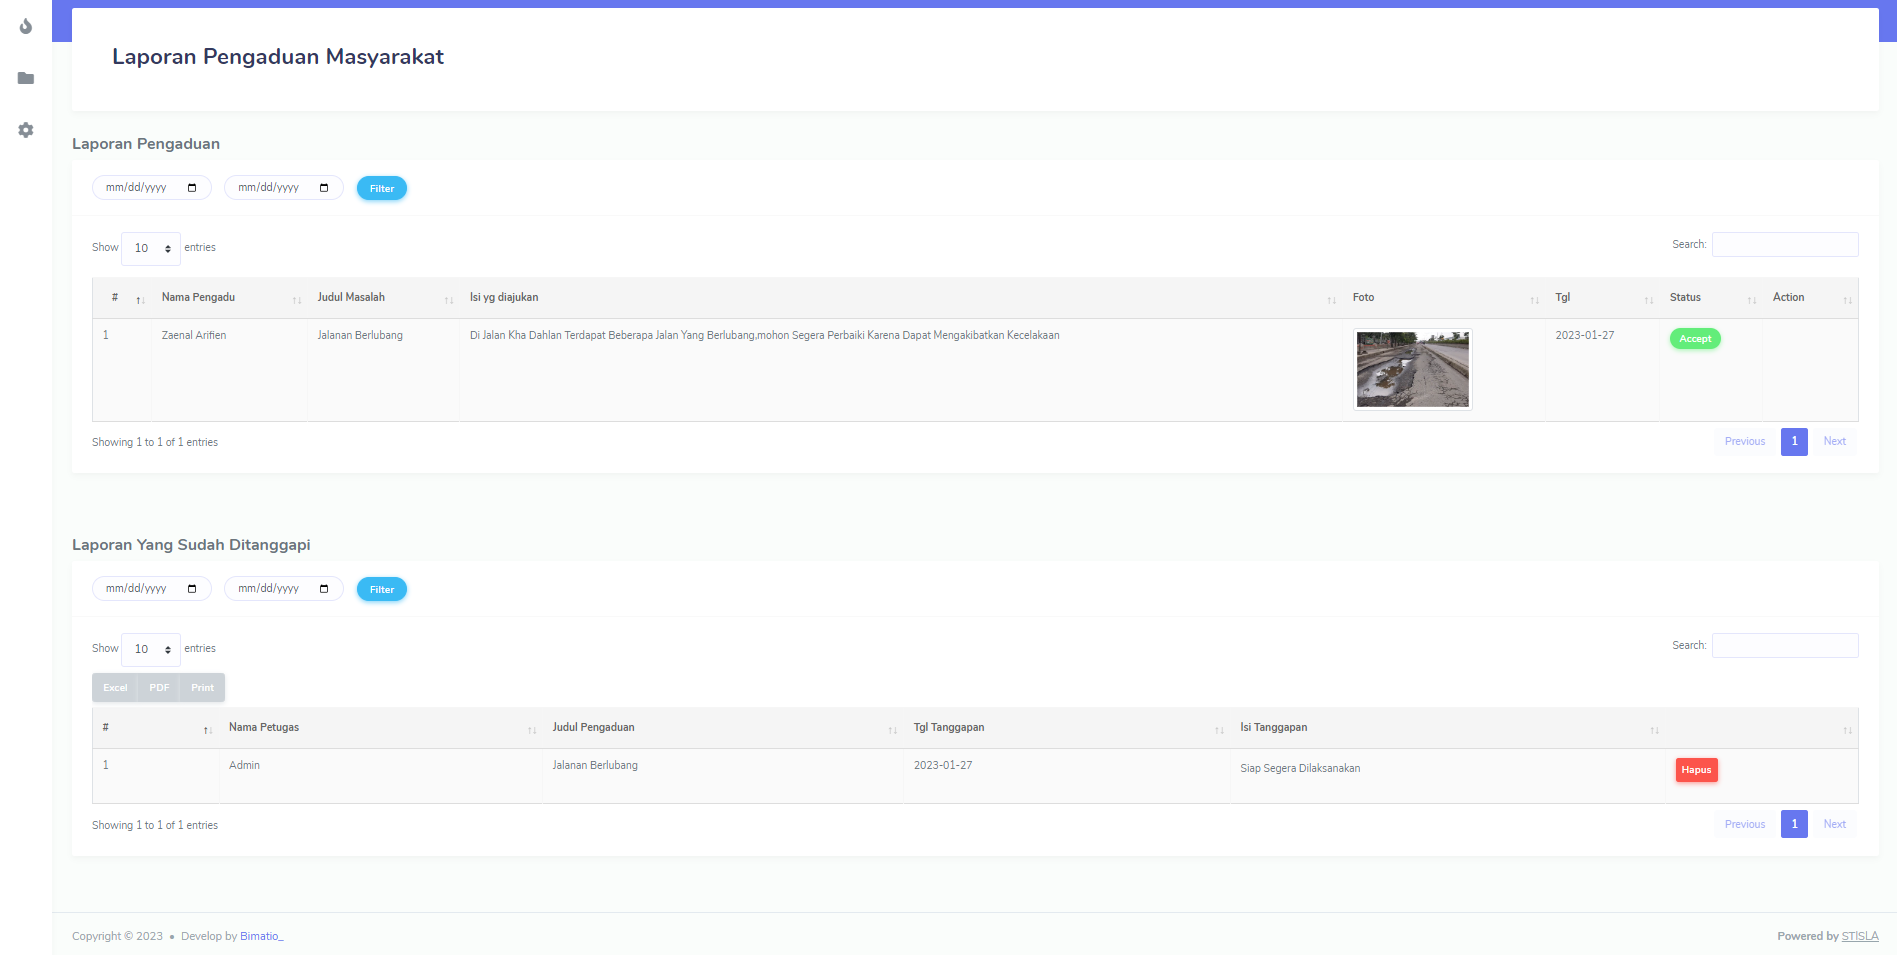 Laporan Pengaduan Masyarakat
Laporan Pengaduan
mm/dd/yyyy mm/dd/yyyy Filter
Show 10 entries Search:
# Nama Pengadu Judul Masalah Isi yg diajukan Foto Tgl Status Action
1 Zaenal Arifien Jalanan Berlubang Di Jalan Kha Dahlan Terdapat Beberapa Jalan Yang Berlubang,mohon Segera Perbaiki Karena Dapat Mengakibatkan Kecelakaan 2023-01-27 Accept
Showing 1 to 1 of 1 entries Previous 1 Next
Laporan Yang Sudah Ditanggapi
mm/dd/yyyy mm/dd/yyyy Filter
Show 10 entries Search:
Excel PDF Print
# Nama Petugas Judul Pengaduan Tgl Tanggapan Isi Tanggapan
1 Admin Jalanan Berlubang 2023-01-27 Siap Segera Dilaksanakan Hapus
Showing 1 to 1 of 1 entries Previous 1 Next
Copyright © 2023 • Develop by Bimatio_ Powered by STISLA